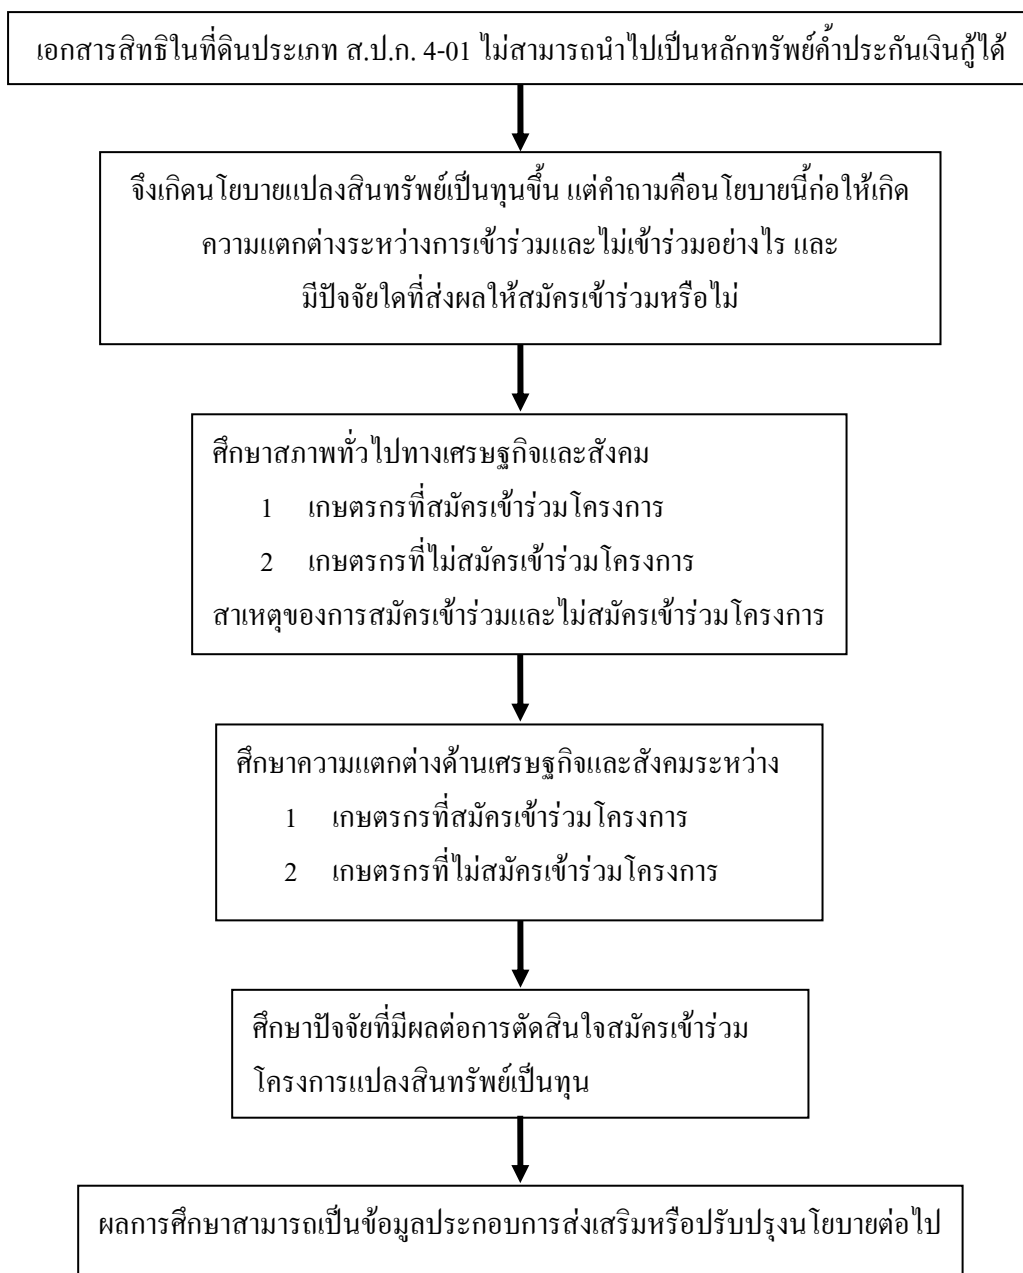 เอกสารสิทธิในที่ดินประเภท ส.ป.ก. 4-01 ไม่สามารถนำไปเป็นหลักทรัพย์ค้ำประกันเงินกู้ได้
จึงเกิดนโยบายแปลงสินทรัพย์เป็นทุนขึ้น แต่คำถามคือนโยบายนี้ก่อให้เกิด
ความแตกต่างระหว่างการเข้าร่วมและไม่เข้าร่วมอย่างไร และ
มีปัจจัยใดที่ส่งผลให้สมัครเข้าร่วมหรือไม่
ศึกษาสภาพทั่วไปทางเศรษฐกิจและสังคม
1 เกษตรกรที่สมัครเข้าร่วมโครงการ
2 เกษตรกรที่ไม่สมัครเข้าร่วมโครงการ
สาเหตุของการสมัครเข้าร่วมและไม่สมัครเข้าร่วมโครงการ
ศึกษาความแตกต่างด้านเศรษฐกิจและสังคมระหว่าง
1 เกษตรกรที่สมัครเข้าร่วมโครงการ
2 เกษตรกรที่ไม่สมัครเข้าร่วมโครงการ
ศึกษาปัจจัยที่มีผลต่อการตัดสินใจสมัครเข้าร่วม
โครงการแปลงสินทรัพย์เป็นทุน
ผลการศึกษาสามารถเป็นข้อมูลประกอบการส่งเสริมหรือปรับปรุงนโยบายต่อไป